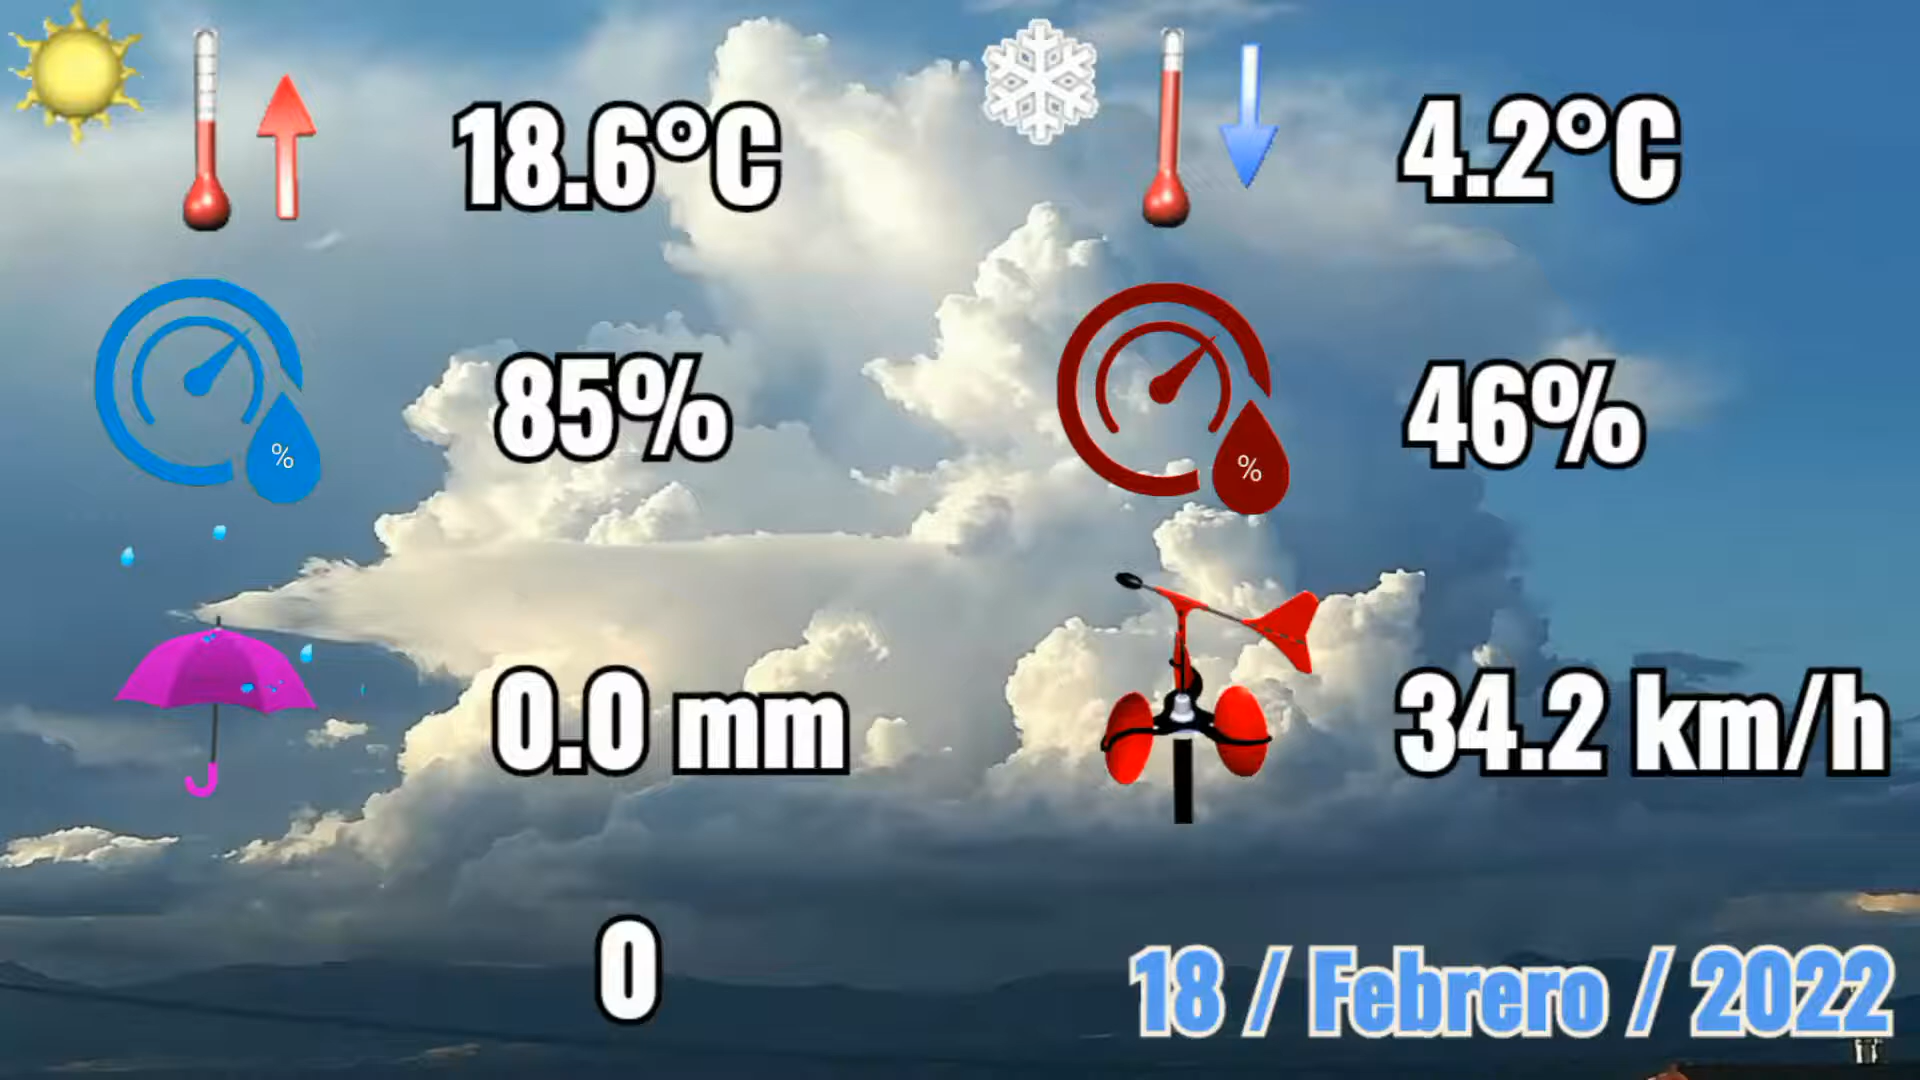 18.6°C
4.2°C
85%
46%
%
%
0.0 mm
34.2 km/h
0
18 / Febrero / 2022